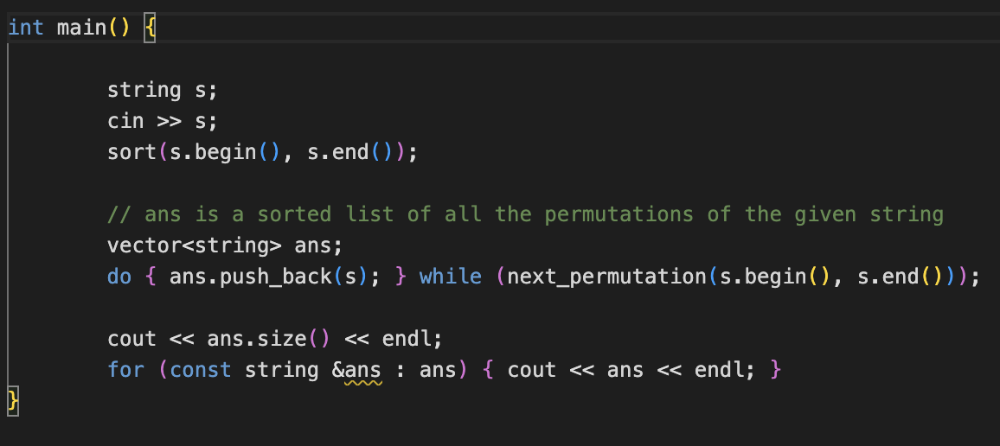 int main() {
string s;
cin >> s;
sort(s.begin(), s.end());
// ans is a sorted list of all the permutations of the given string
vector<string> ans;
do { ans.push_back(s); } while (next_permutation(s.begin(), s.end()));
cout << ans.size() << endl;
for (const string &ans : ans) { cout << ans << endl; }
}